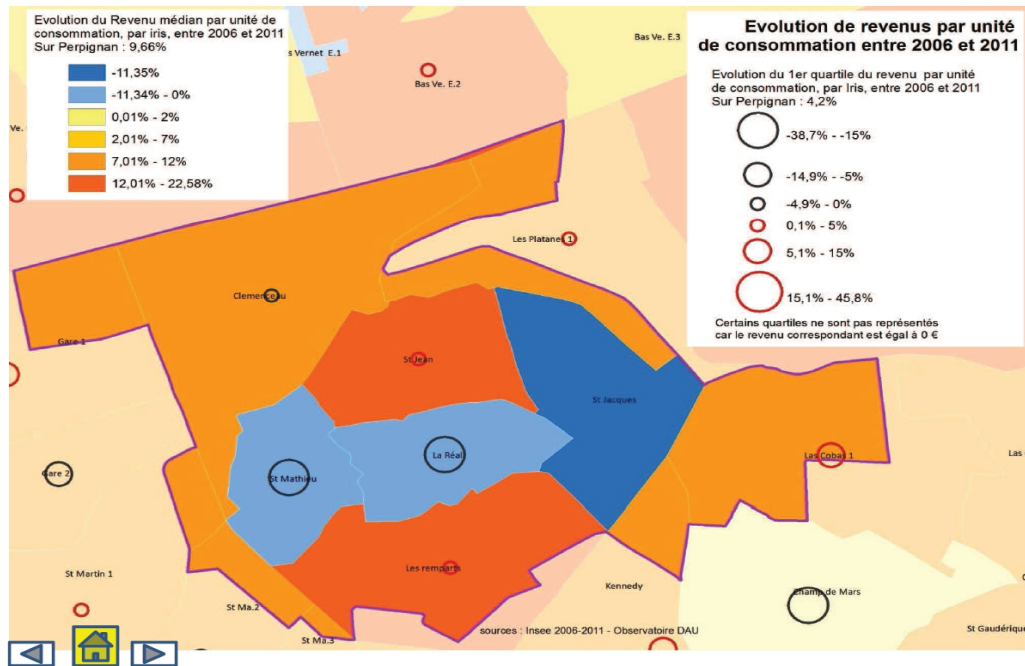 Evolution du Revenu médian par unité de
consommation, par iris, entre 2006 et 2011
Sur Perpignan : 9,66%
-11,35%
-11,34% - 0%
0,01% - 2%
2,01% - 7%
7,01% - 12%
12,01% - 22,58%
Evolution de revenus par unité
de consommation entre 2006 et 2011
Evolution du 1er quartile du revenu par unité
de consommation, par Iris, entre 2006 et 2011
Sur Perpignan : 4,2%
-38,7% - -15%
-14,9% - -5%
-4,9% - 0%
0,1% - 5%
5,1% - 15%
15,1% - 45,8%
Certains quartiles ne sont pas représentés
car le revenu correspondant est égal à 0 €
s Vernet E.1
Bas Ve. E.2
Bas Ve. E.3
Ve.
Les Platanes 1
Clemenceau
Gare 1
St Jean
St Jacques
La Réal
Las Cobas 1
Las
Gare 2
St Mathieu
Les remparts
St Martin 1
Kennedy
Champ de Mars
St Ma.2
St Ma.3
St Gaudérique
sources : Insee 2006-2011 - Observatoire DAU